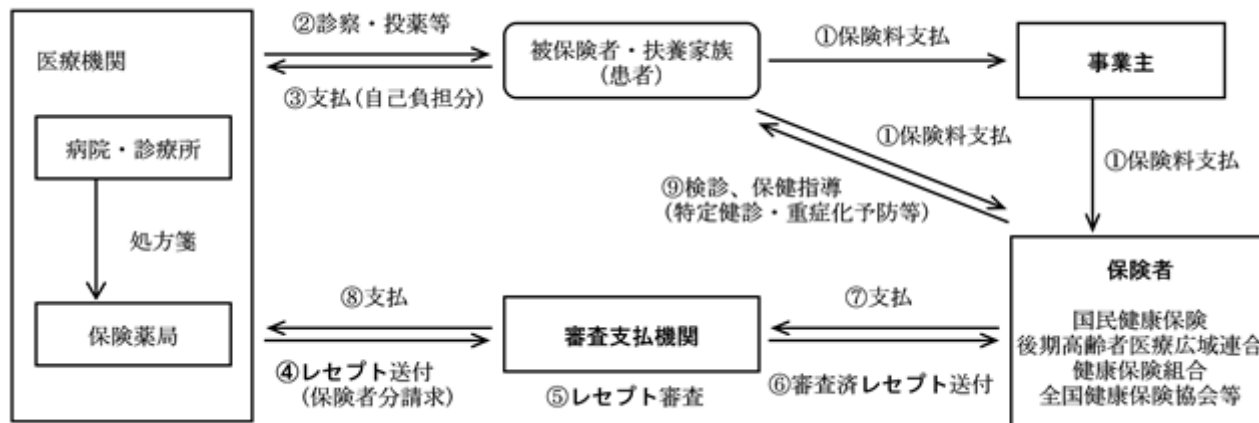 ②診察・投薬等
医療機関
被保険者・扶養家族
(患者)
①保険料支払
事業主
③支払(自己負担分)
病院・診療所
①保険料支払
①保険料支払
⑨検診、保健指導
(特定健診・重症化予防等)
処方箋
保険者
⑧支払
⑦支払
保険薬局
審査支払機関
国民健康保険
後期高齢者医療広域連合
健康保険組合
全国健康保険協会等
④レセプト送付
(保険者分請求)
⑤レセプト審査
⑥審査済レセプト送付